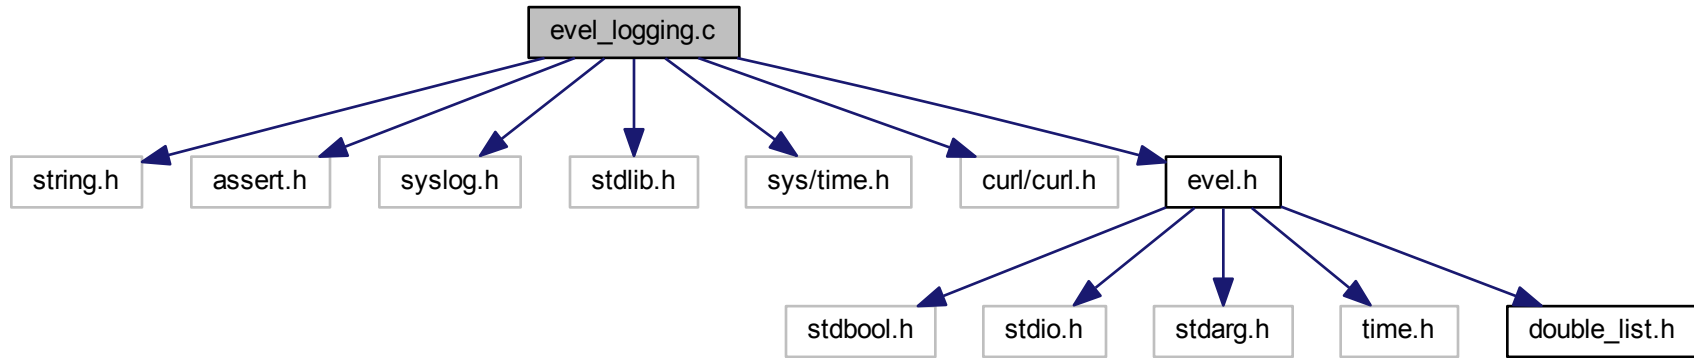 evel_logging.c
string.h
assert.h
syslog.h
stdlib.h
sys/time.h
curl/curl.h
evel.h
stdbool.h
stdio.h
stdarg.h
time.h
double_list.h